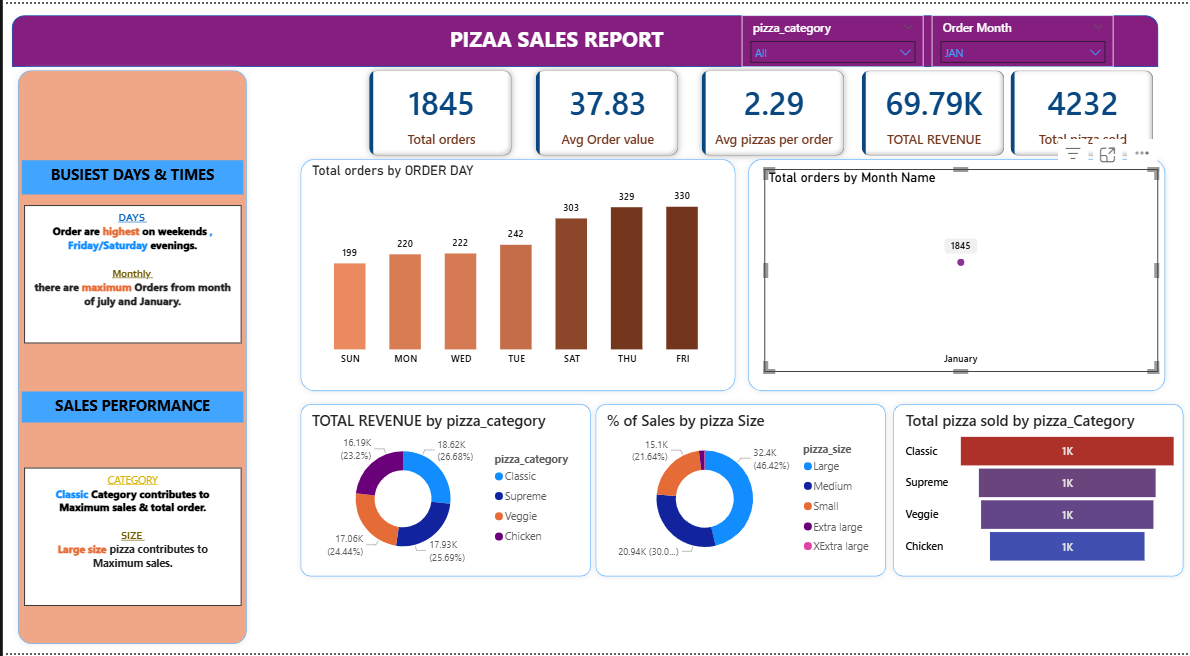 PIZAA SALES REPORT
pizza_category
All
Order Month
JAN
1845
Total orders
37.83
Avg Order value
2.29
Avg pizzas per order
69.79K
TOTAL REVENUE
4232
Total pizza sold
BUSIEST DAYS & TIMES
DAYS
Order are highest on weekends ,
Friday/Saturday evenings.
Monthly
there are maximum Orders from month
of july and January.
SALES PERFORMANCE
CATEGORY
Classic Category contributes to
Maximum sales & total order.
SIZE
Large size pizza contributes to
Maximum sales.
Total orders by ORDER DAY
199
220
222
242
303
329
330
SUN
MON
WED
TUE
SAT
THU
FRI
Total orders by Month Name
1845
January
TOTAL REVENUE by pizza_category
16.19K
(23.2%)
18.62K
(26.68%)
17.06K
(24.44%)
17.93K
(25.69%)
pizza_category
Classic
Supreme
Veggie
Chicken
% of Sales by pizza Size
15.1K
(21.64%)
32.4K
(46.42%)
20.94K (30.0...)
pizza_size
Large
Medium
Small
Extra large
XExtra large
Total pizza sold by pizza_Category
Classic
1K
Supreme
1K
Veggie
1K
Chicken
1K